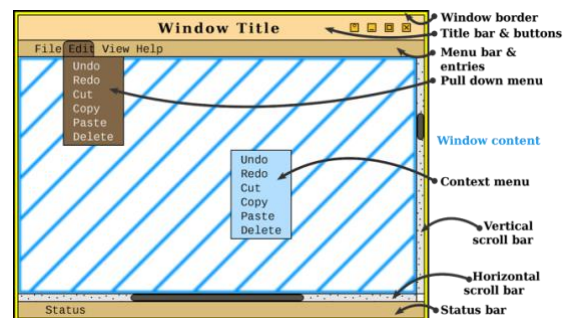 Window Title
Window border
Title bar & buttons
File Edit View Help
Menu bar &
entries
Pull down menu
Undo
Redo
Cut
Copy
Paste
Delete
Window content
Undo
Redo
Cut
Copy
Paste
Delete
Context menu
Vertical
scroll bar
Horizontal
scroll bar
Status
Status bar